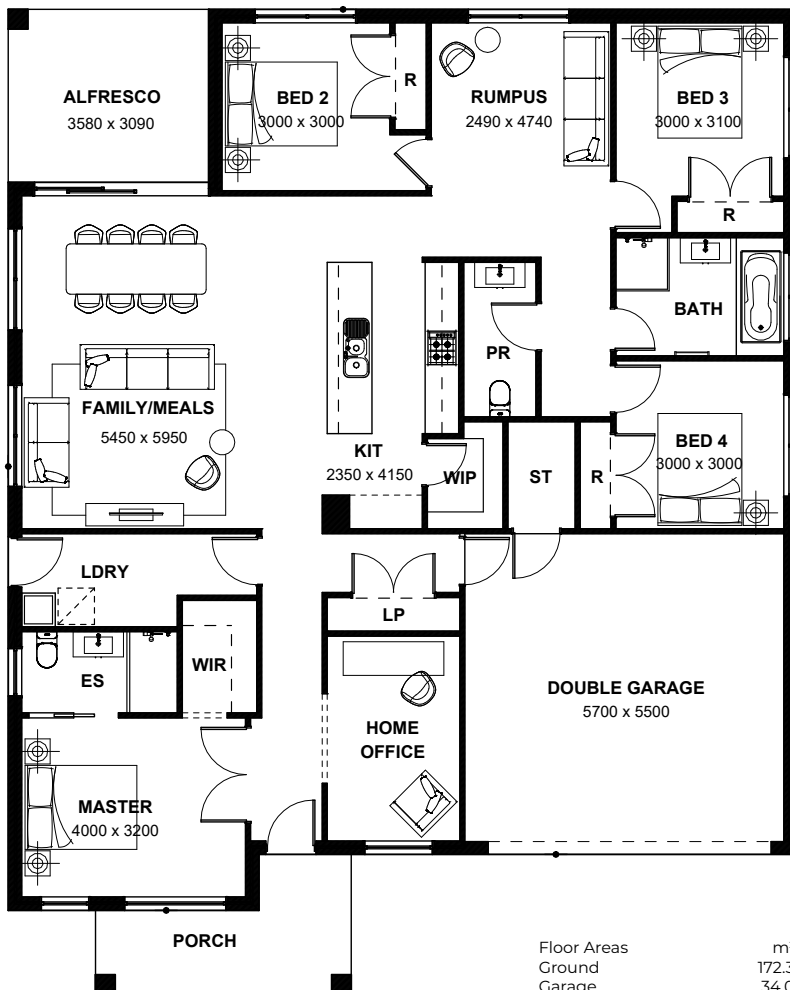 ALFRESCO
3580 x 3090
BED 2
3000 x 3000
R
RUMPUS
2490 x 4740
BED 3
3000 x 3100
R
BATH
PR
FAMILY/MEALS
5450 x 5950
KIT
2350 x 4150
WIP
ST
R
BED 4
3000 x 3000
LDRY
LP
ES
WIR
HOME
OFFICE
DOUBLE GARAGE
5700 x 5500
MASTER
4000 x 3200
PORCH
Floor Areas
Ground
Garage